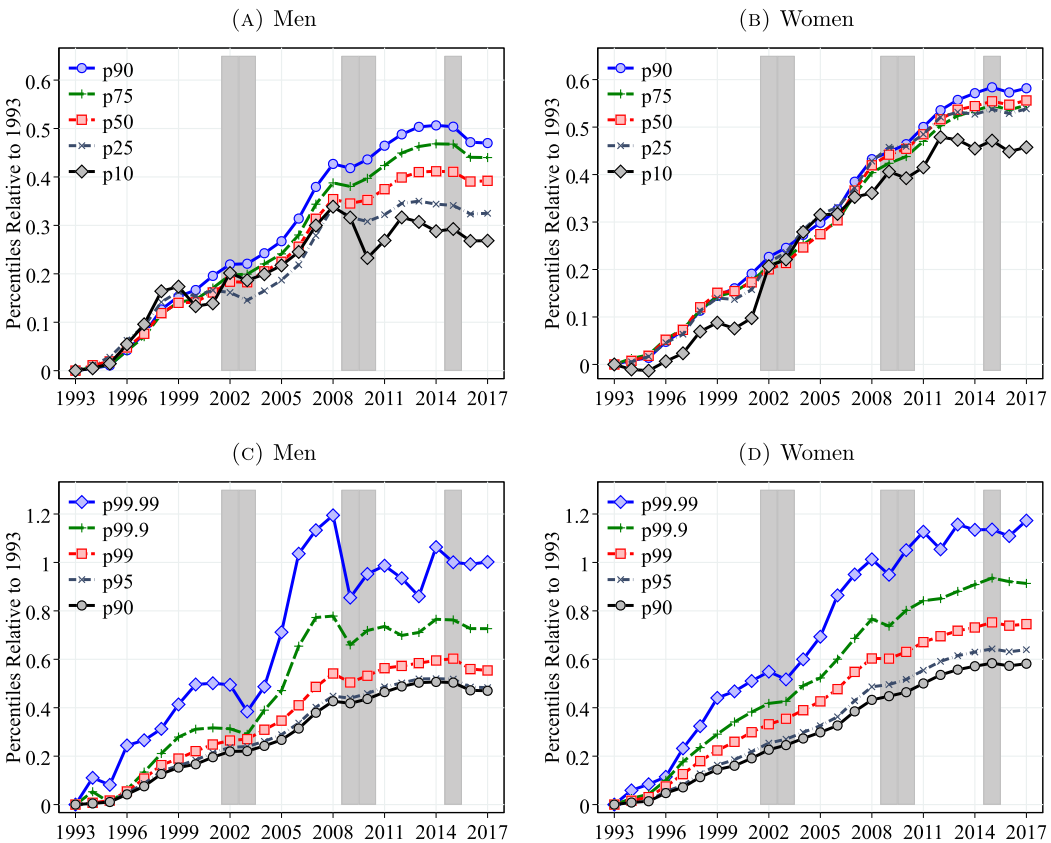 (A) Men
Percentiles Relative to 1993
0.6
0.5
0.4
0.3
0.2
0.1
0
p90
p75
p50
p25
p10
1993 1996 1999 2002 2005 2008 2011 2014 2017
(B) Women
Percentiles Relative to 1993
0.6
0.5
0.4
0.3
0.2
0.1
0
p90
p75
p50
p25
p10
1993 1996 1999 2002 2005 2008 2011 2014 2017
(C) Men
Percentiles Relative to 1993
1.2
1
0.8
0.6
0.4
0.2
0
p99.99
p99.9
p99
p95
p90
1993 1996 1999 2002 2005 2008 2011 2014 2017
(D) Women
Percentiles Relative to 1993
1.2
1
0.8
0.6
0.4
0.2
0
p99.99
p99.9
p99
p95
p90
1993 1996 1999 2002 2005 2008 2011 2014 2017